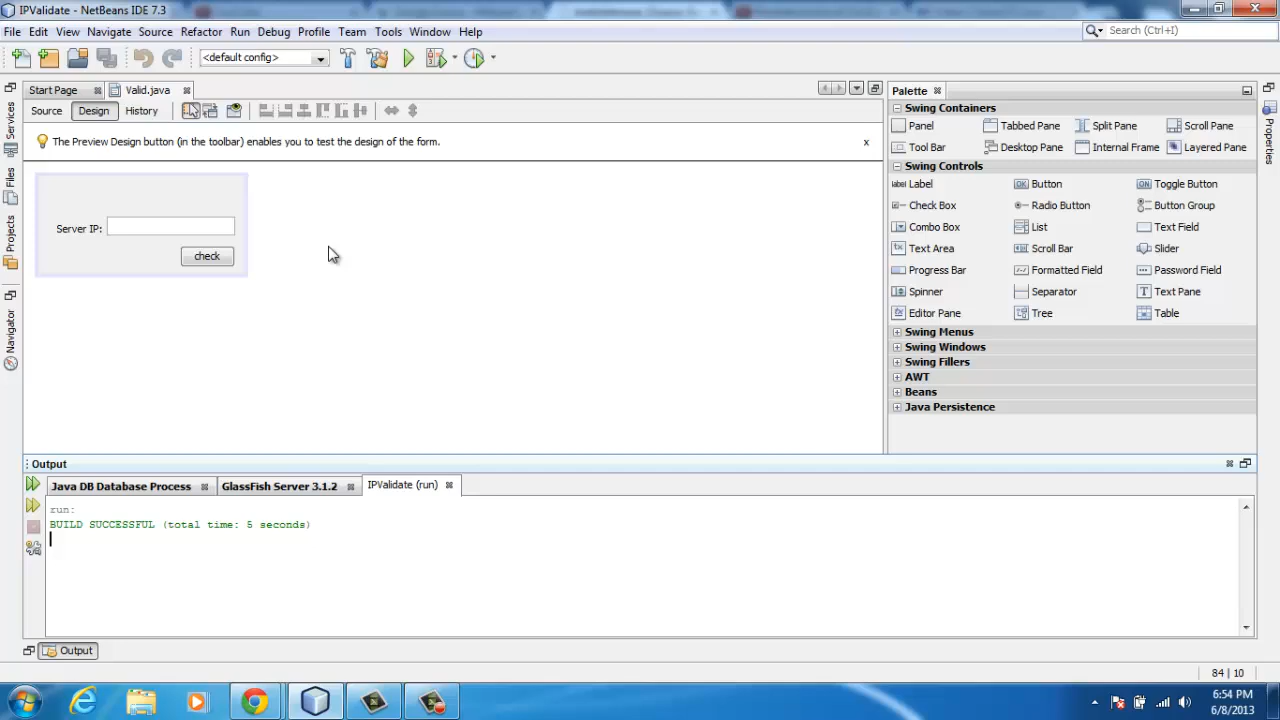 IPValidate - NetBeans IDE 7.3
File Edit View Navigate Source Refactor Run Debug Profile Team Tools Window Help
Search (Ctrl+I)
<default config>
Start Page Valid.java
Source Design History
The Preview Design button (in the toolbar) enables you to test the design of the form. x
Server IP:
check
Palette
Swing Containers
Panel Tabbed Pane Split Pane Scroll Pane
Tool Bar Desktop Pane Internal Frame Layered Pane
Swing Controls
label Label OK Button ON Toggle Button
Check Box Radio Button Button Group
Combo Box List Text Field
Text Area Scroll Bar Slider
Progress Bar Formatted Field Password Field
Spinner Separator Text Pane
Editor Pane Tree Table
Swing Menus
Swing Windows
Swing Fillers
AWT
Beans
Java Persistence
Services
Files
Projects
Navigator
Properties
Output
Java DB Database Process GlassFish Server 3.1.2 IPValidate (run)
run:
BUILD SUCCESSFUL (total time: 5 seconds)
Output
84 | 10
6:54 PM
6/8/2013